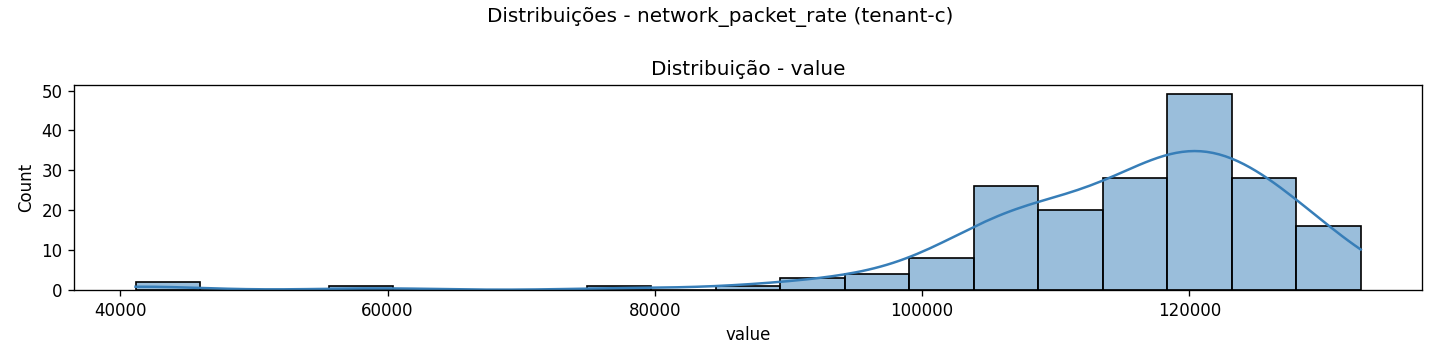 Distribuições - network_packet_rate (tenant-c)
Distribuição - value
50
40
30
20
10
0
Count
40000 60000 80000 100000 120000
value